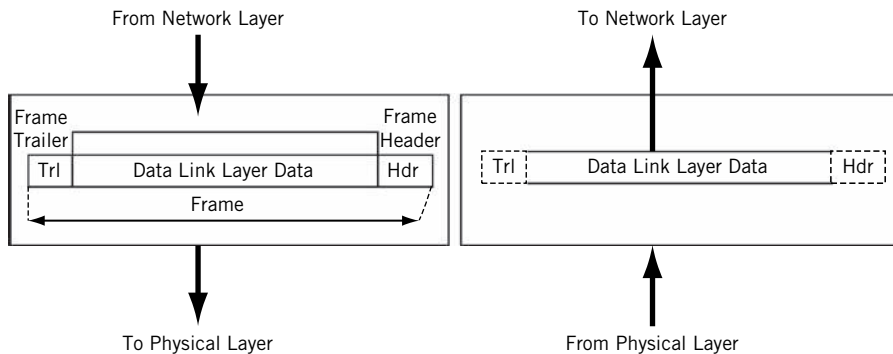 From Network Layer
Frame Trailer
Frame Header
Trl
Data Link Layer Data
Hdr
Frame
To Physical Layer
To Network Layer
Trl
Data Link Layer Data
Hdr
From Physical Layer